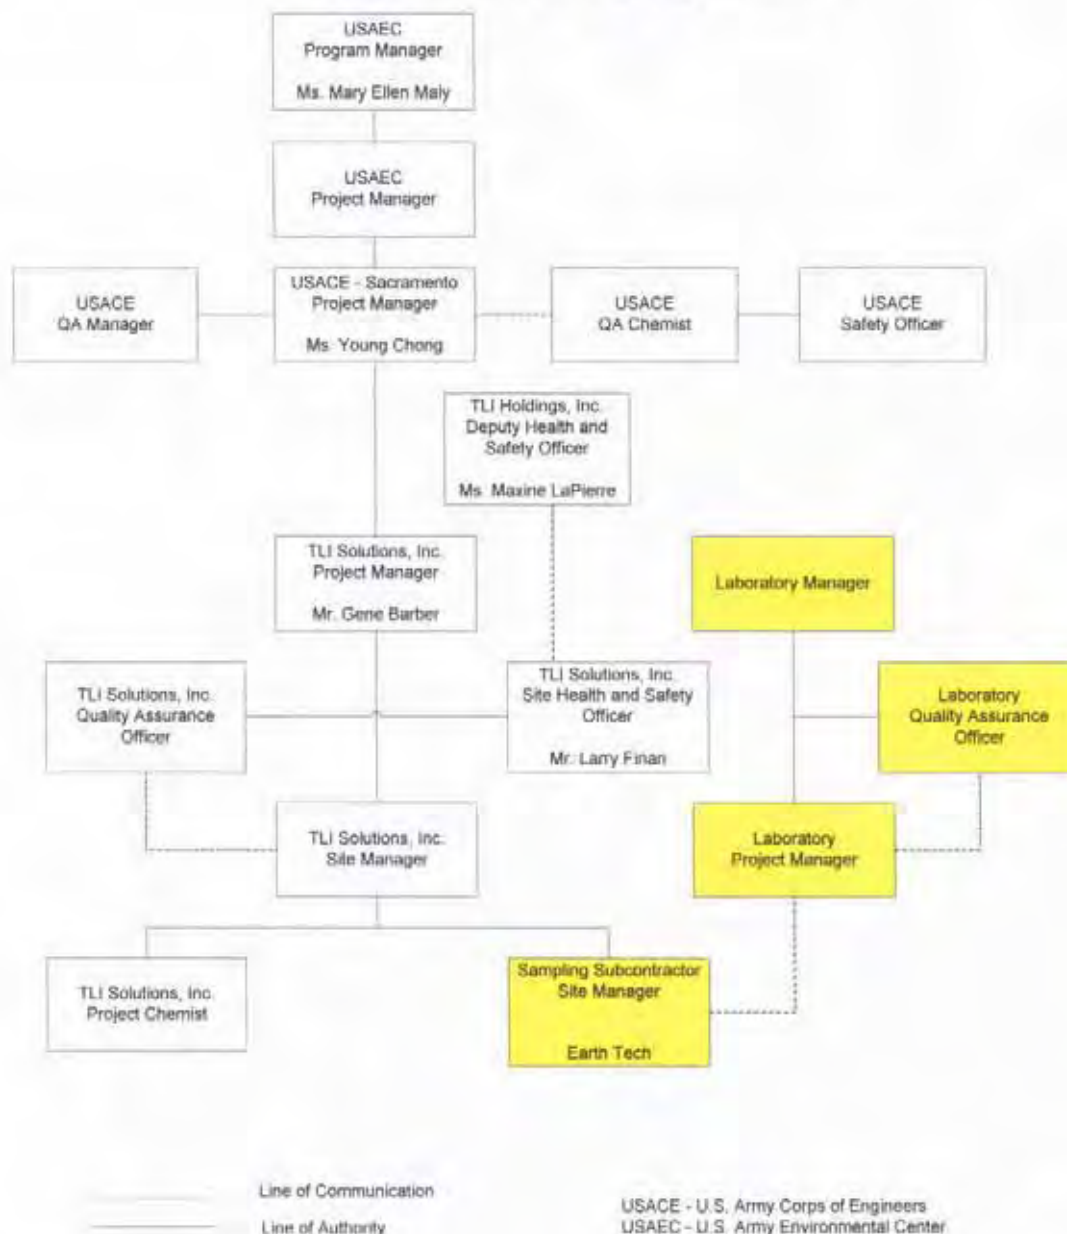 USAEC
Program Manager
Ms. Mary Ellen Maly
USAEC
Project Manager
USACE
QA Manager
USACE - Sacramento
Project Manager
Ms. Young Chong
USACE
QA Chemist
USACE
Safety Officer
TLI Holdings, Inc.
Deputy Health and
Safety Officer
Ms. Maxine LaPierre
TLI Solutions, Inc.
Project Manager
Mr. Gene Barber
Laboratory Manager
TLI Solutions, Inc.
Quality Assurance
Officer
TLI Solutions, Inc.
Site Health and Safety
Officer
Mr. Larry Finan
Laboratory
Quality Assurance
Officer
TLI Solutions, Inc.
Site Manager
Laboratory
Project Manager
TLI Solutions, Inc.
Project Chemist
Sampling Subcontractor
Site Manager
Earth Tech
Line of Communication
Line of Authority
USACE - U.S. Army Corps of Engineers
USAEC - U.S. Army Environmental Center